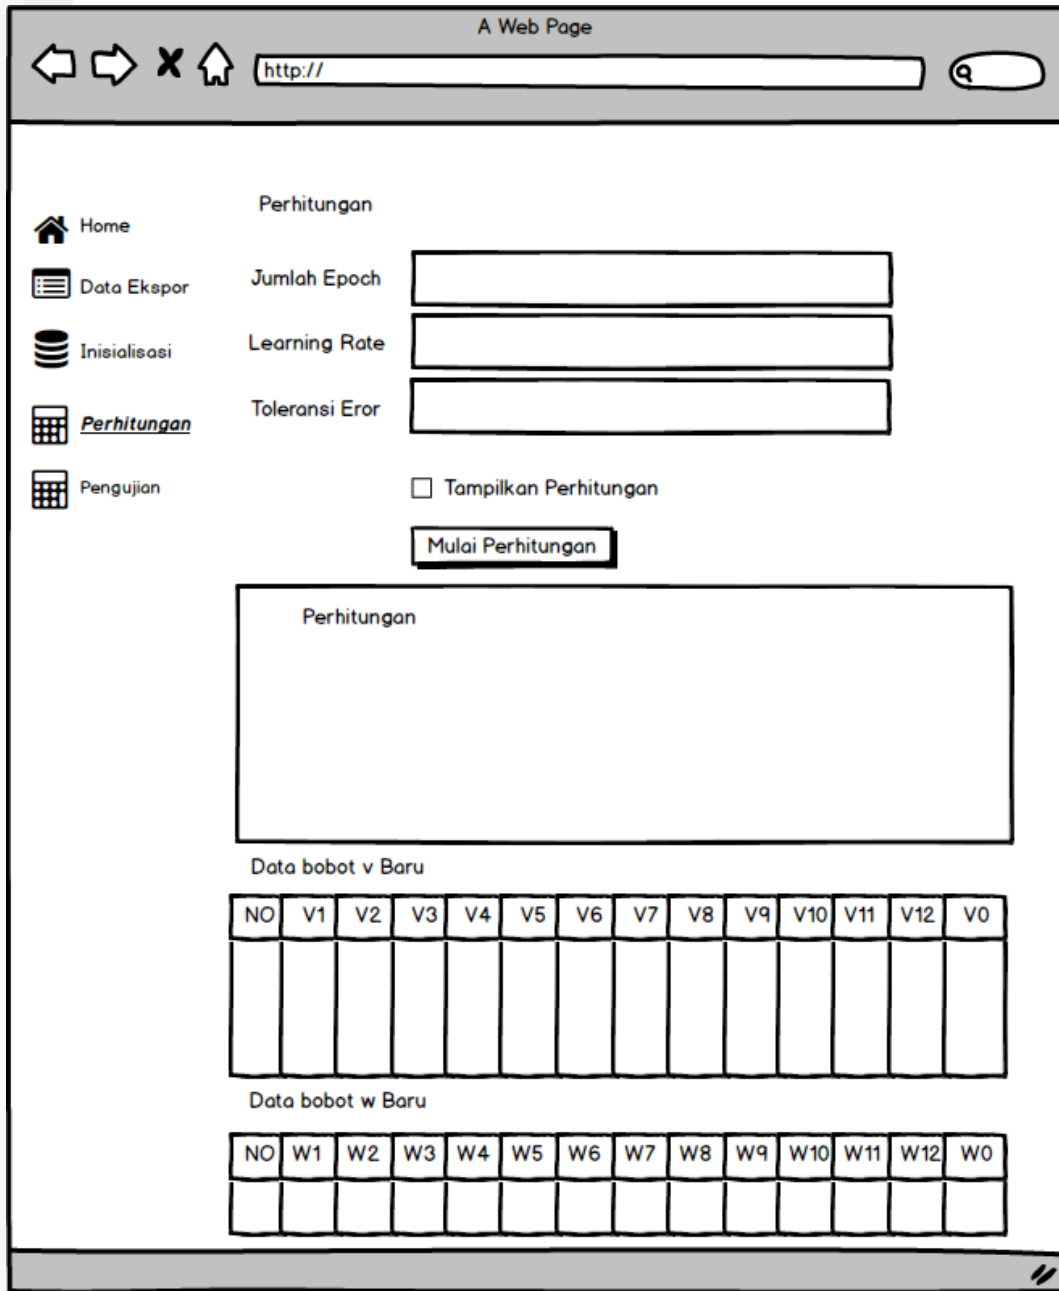 A Web Page
http://
Home
Data Ekspor
Inisialisasi
Perhitungan
Pengujian
Perhitungan
Jumlah Epoch
Learning Rate
Toleransi Eror
Tampilkan Perhitungan
Mulai Perhitungan
Perhitungan
Data bobot v Baru
NO V1 V2 V3 V4 V5 V6 V7 V8 V9 V10 V11 V12 V0
Data bobot w Baru
NO W1 W2 W3 W4 W5 W6 W7 W8 W9 W10 W11 W12 W0